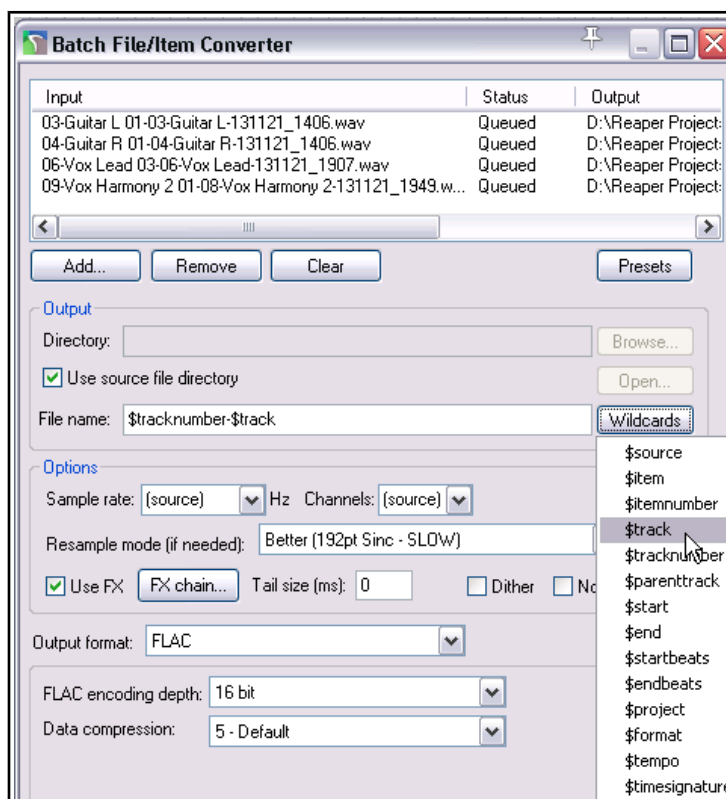 Batch File/Item Converter
Input Status Output
03-Guitar L 01-03-Guitar L-131121_1406.wav Queued D:\Reaper Project
04-Guitar R 01-04-Guitar R-131121_1406.wav Queued D:\Reaper Project
06-Vox Lead 03-06-Vox Lead-131121_1907.wav Queued D:\Reaper Project
09-Vox Harmony 2 01-08-Vox Harmony 2-131121_1949.w... Queued D:\Reaper Project
Add... Remove Clear Presets
Output
Directory: Browse...
Use source file directory Open...
File name: $tracknumber-$track Wildcards
$source
Options
$item
Sample rate: (source) Hz Channels: (source) $itemnumber
$track
Resample mode (if needed): Better (192pt Sinc - SLOW) $tracknumber
Use FX FX chain... Tail size (ms): 0 Dither No $parenttrack
$start
Output format: FLAC $end
$startbeats
FLAC encoding depth: 16 bit $endbeats
$project
Data compression: 5 - Default $format
$tempo
$timesignature